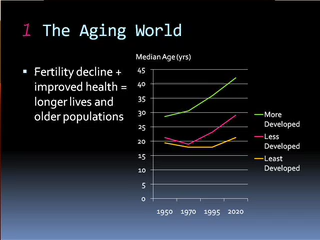 1 The Aging World
▪ Fertility decline +
improved health =
longer lives and
older populations
Median Age (yrs)
45
40
35
30
25
20
15
10
5
0
1950 1970 1995 2020
More
Developed
Less
Developed
Least
Developed